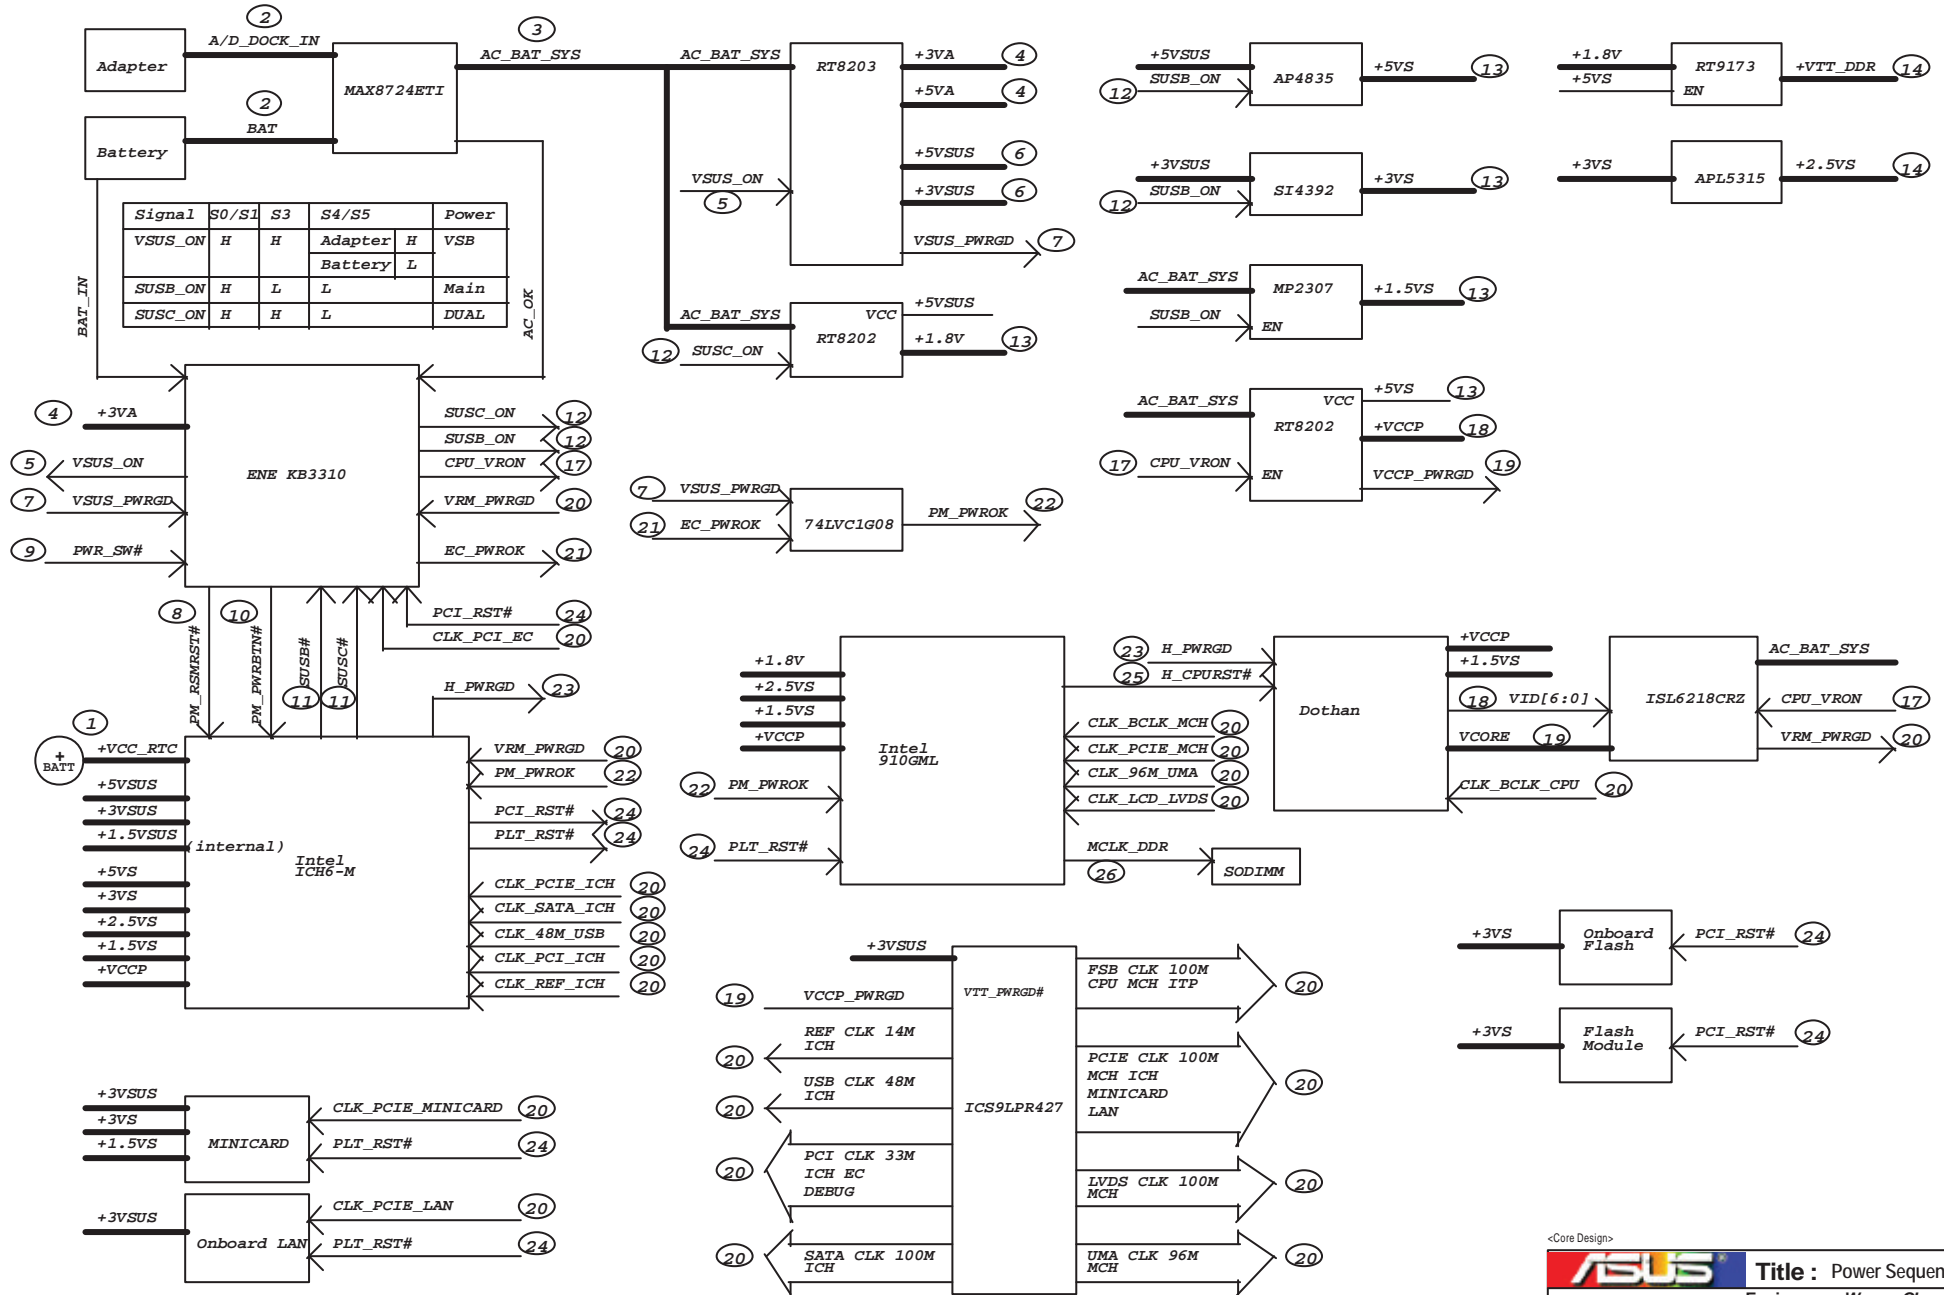 2
A/D_DOCK_IN
Adapter
2
BAT
Battery
MAX8724ETI
3
AC_BAT_SYS
AC_BAT_SYS
RT8203
+3VA 4
+5VA 4
+5VSUS 6
+3VSUS 6
VSUS_ON
5
VSUS_PWRGD 7
Signal S0/S1 S3 S4/S5 Power
VSUS_ON H H Adapter H VSB
Battery L
SUSB_ON H L L Main
SUSC_ON H H L DUAL
BAT_IN
AC_OK
AC_BAT_SYS
12 SUSC_ON
VCC
RT8202
+5VSUS
+1.8V 13
+5VSUS
12 SUSB_ON
AP4835
+5VS 13
+3VSUS
12 SUSB_ON
SI4392
+3VS 13
AC_BAT_SYS
SUSB_ON
MP2307
EN
+1.5VS 13
AC_BAT_SYS
17 CPU_VRON
VCC
RT8202
EN
+5VS 13
+VCCP 18
VCCP_PWRGD 19
+1.8V
+5VS
RT9173
EN
+VTT_DDR 14
+3VS
APL5315
+2.5VS 14
4 +3VA
5 VSUS_ON
7 VSUS_PWRGD
9 PWR_SW#
ENE KB3310
SUSC_ON 12
SUSB_ON 12
CPU_VRON 17
VRM_PWRGD 20
EC_PWROK 21
PCI_RST# 24
CLK_PCI_EC 20
8 PM_RSMRST#
10 PM_PWRBTN#
11 SUSB#
11 SUSC#
H_PWRGD 23
7 VSUS_PWRGD
21 EC_PWROK
74LVC1G08
PM_PWROK 22
1
+
BATT
+VCC_RTC
+5VSUS
+3VSUS
+1.5VSUS
(internal)
+5VS
+3VS
+2.5VS
+1.5VS
+VCCP
Intel
ICH6-M
VRM_PWRGD 20
PM_PWROK 22
PCI_RST# 24
PLT_RST# 24
CLK_PCIE_ICH 20
CLK_SATA_ICH 20
CLK_48M_USB 20
CLK_PCI_ICH 20
CLK_REF_ICH 20
+1.8V
+2.5VS
+1.5VS
+VCCP
22 PM_PWROK
24 PLT_RST#
Intel
910GML
23 H_PWRGD
25 H_CPURST#
CLK_BCLK_MCH 20
CLK_PCIE_MCH 20
CLK_96M_UMA 20
CLK_LCD_LVDS 20
MCLK_DDR
26
SODIMM
Dothan
+VCCP
+1.5VS
18 VID[6:0]
VCORE 19
CLK_BCLK_CPU 20
ISL6218CRZ
AC_BAT_SYS
CPU_VRON 17
VRM_PWRGD 20
+3VSUS
19 VCCP_PWRGD
VTT_PWRGD#
REF CLK 14M
ICH
20
USB CLK 48M
ICH
20
PCI CLK 33M
ICH EC
DEBUG
20
SATA CLK 100M
ICH
20
ICS9LPR427
FSB CLK 100M
CPU MCH ITP
20
PCIE CLK 100M
MCH ICH
MINICARD
LAN
20
LVDS CLK 100M
MCH
20
UMA CLK 96M
MCH
20
+3VS
Onboard
Flash
PCI_RST# 24
+3VS
Flash
Module
PCI_RST# 24
+3VSUS
+3VS
+1.5VS
MINICARD
CLK_PCIE_MINICARD 20
PLT_RST# 24
+3VSUS
Onboard LAN
CLK_PCIE_LAN 20
PLT_RST# 24
<Core Design>
ASUS
Title : Power Sequen